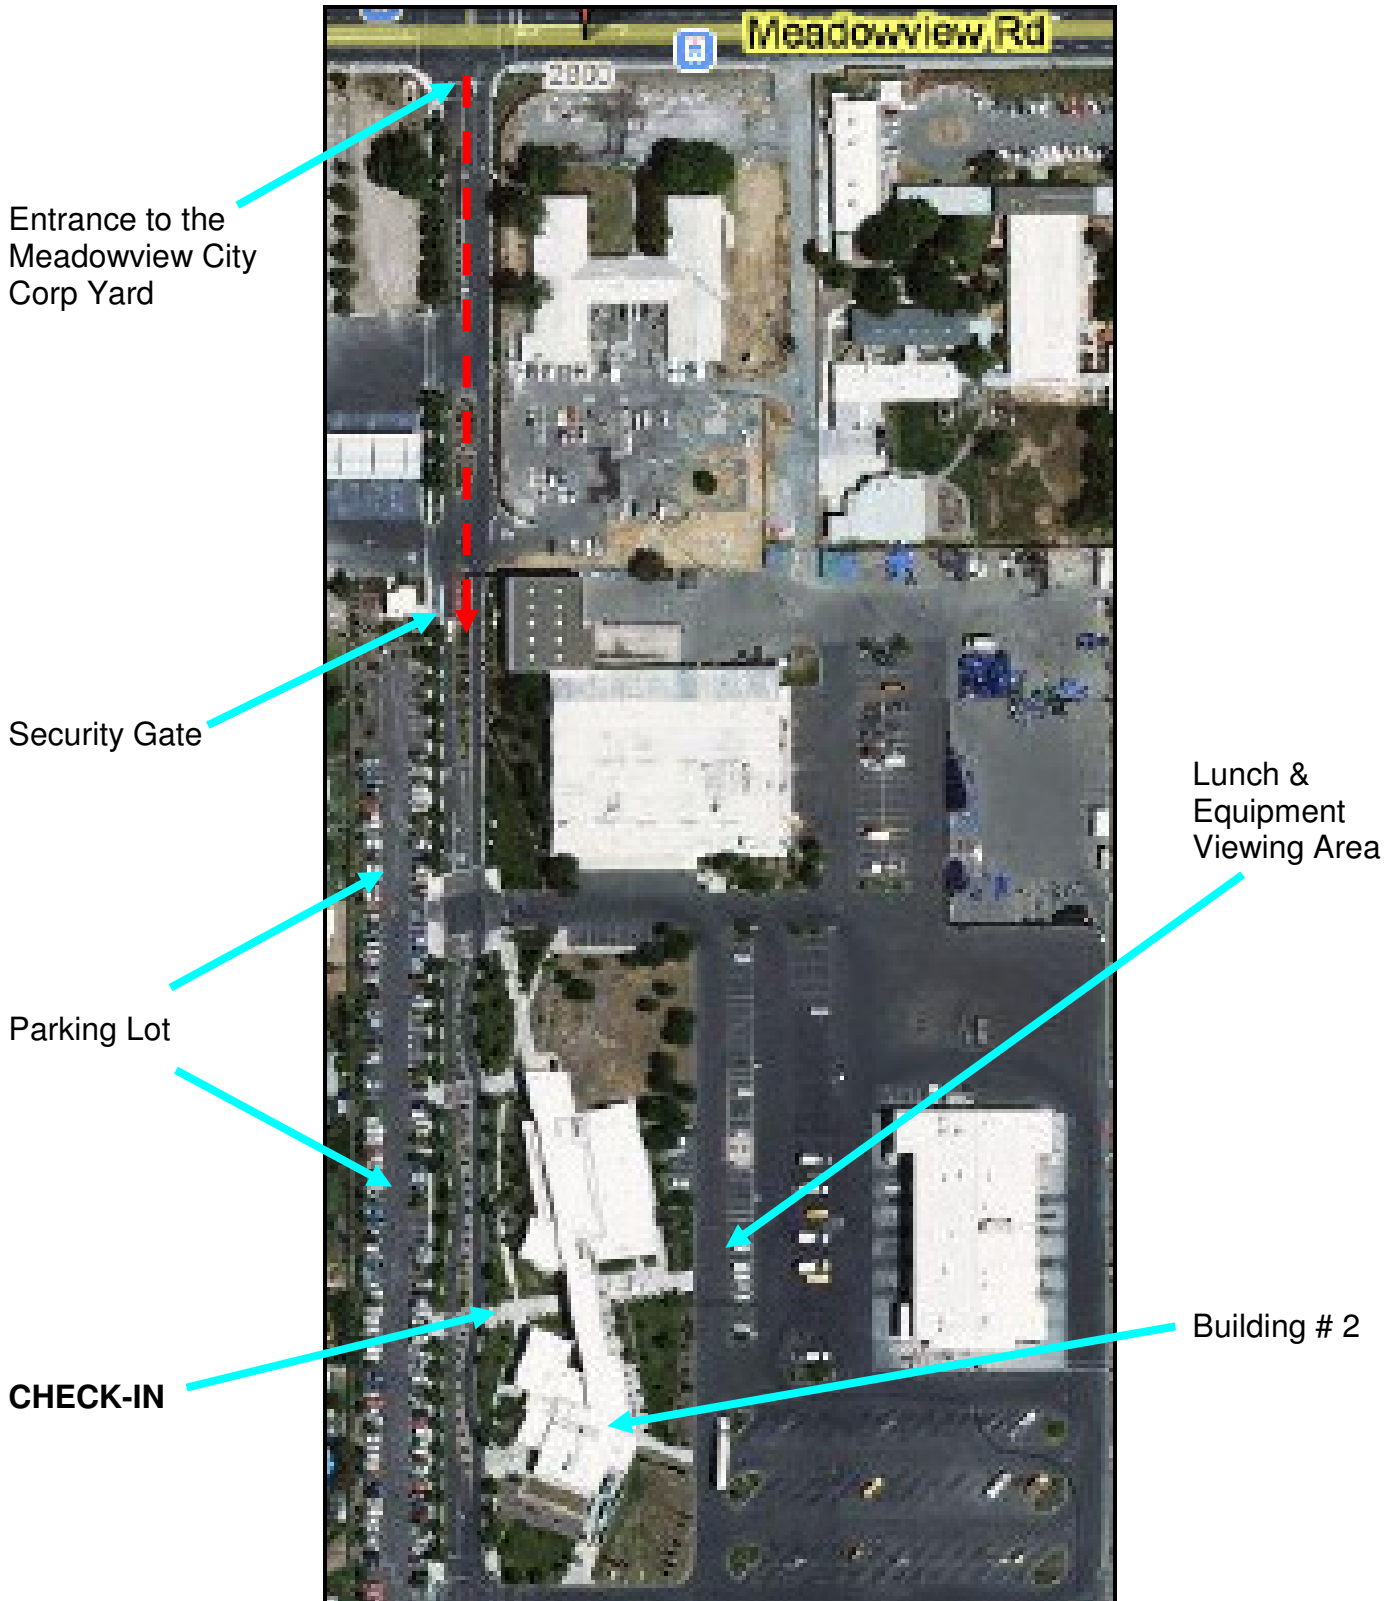 Meadowview Rd
2800
Entrance to the
Meadowview City
Corp Yard
Security Gate
Lunch &
Equipment
Viewing Area
Parking Lot
Building # 2
CHECK-IN